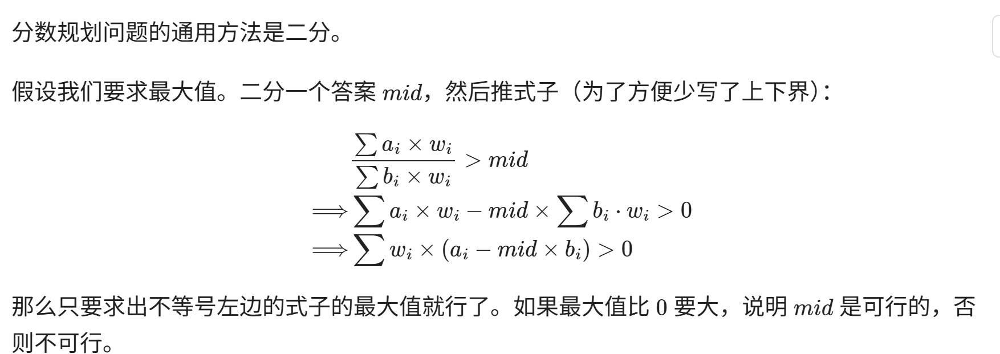 分数规划问题的通用方法是二分。
假设我们要求最大值。二分一个答案 mid，然后推式子（为了方便少写了上下界）：
\frac{\sum a_i \times w_i}{\sum b_i \times w_i} > mid
\Longrightarrow \sum a_i \times w_i - mid \times \sum b_i \cdot w_i > 0
\Longrightarrow \sum w_i \times (a_i - mid \times b_i) > 0
那么只要求出不等号左边的式子的最大值就行了。如果最大值比 0 要大，说明 mid 是可行的，否
则不可行。